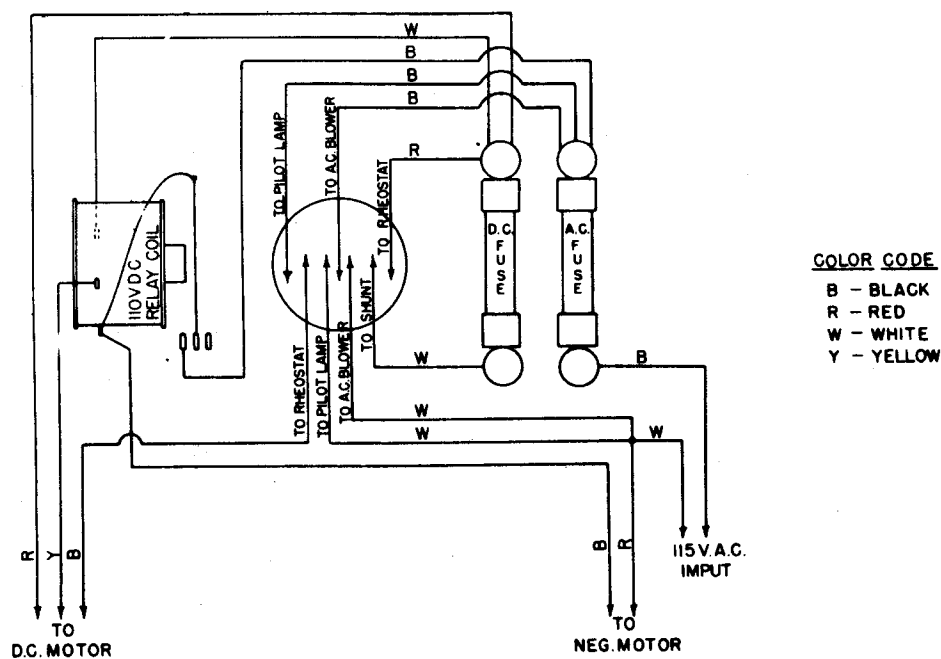 W
B
B
B
R
TO PILOT LAMP
TO A.C. BLOWER
TO RHEOSTAT
110V D C
RELAY COIL
D.C.
FUSE
A.C.
FUSE
COLOR CODE
B - BLACK
R - RED
W - WHITE
Y - YELLOW
TO RHEOSTAT
TO PILOT LAMP
TO A.C. BLOWER
TO SHUNT
W
B
W
W
W
R
Y
B
B
R
115 V. A.C.
IMPUT
TO
D.C. MOTOR
TO
NEG. MOTOR